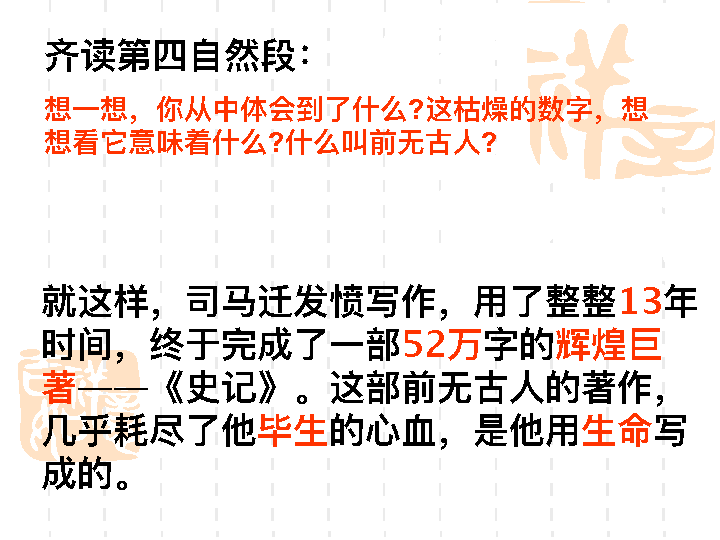 齐读第四自然段：
想一想，你从中体会到了什么?这枯燥的数字，想
想看它意味着什么?什么叫前无古人?
就这样，司马迁发愤写作，用了整整13年
时间，终于完成了一部52万字的辉煌巨
著——《史记》。这部前无古人的著作，
几乎耗尽了他毕生的心血，是他用生命写
成的。